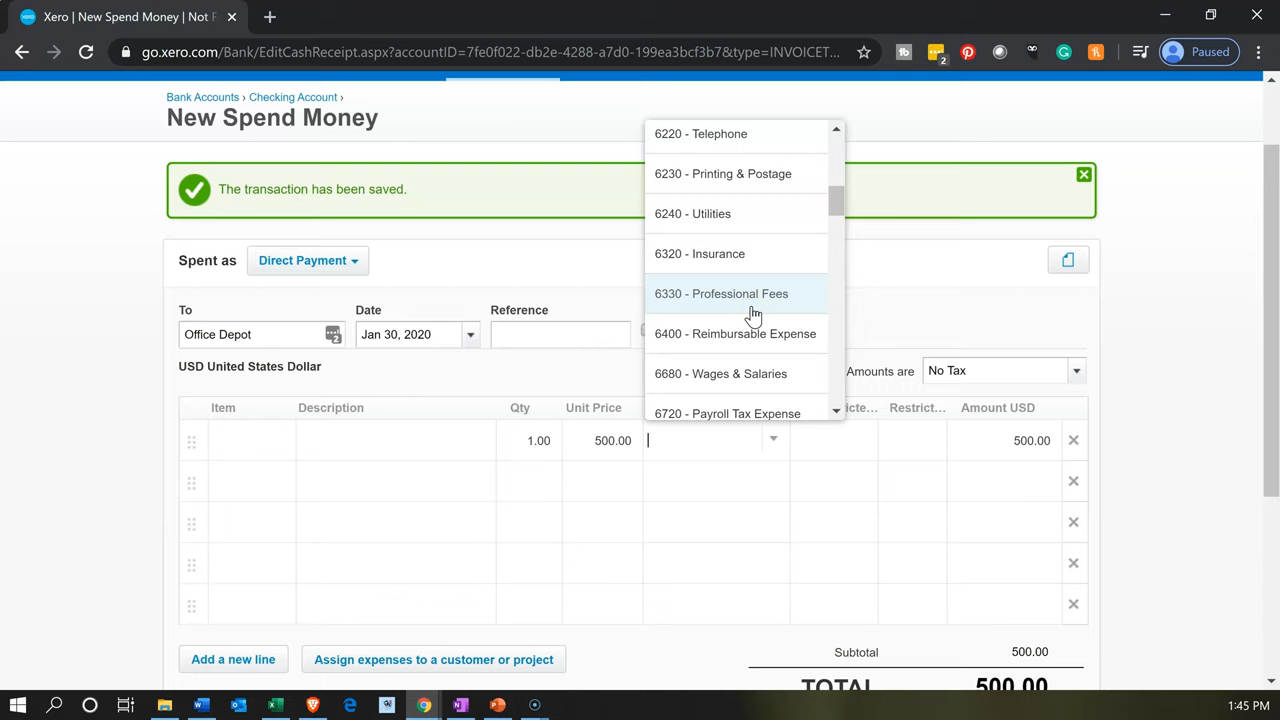 Xero | New Spend Money | Not F
go.xero.com/Bank/EditCashReceipt.aspx?accountID=7fe0f022-db2e-4288-a7d0-199ea3bcf3b7&type=INVOICET...
2
Paused
Bank Accounts › Checking Account ›
New Spend Money
The transaction has been saved.
Spent as
Direct Payment
To
Date
Reference
Office Depot
2
Jan 30, 2020
USD United States Dollar
Amounts are
No Tax
6220 - Telephone
6230 - Printing & Postage
6240 - Utilities
6320 - Insurance
6330 - Professional Fees
6400 - Reimbursable Expense
6680 - Wages & Salaries
6720 - Payroll Tax Expense
Item
Description
Qty
Unit Price
Restrict...
Amount USD
1.00
500.00
500.00
Add a new line
Assign expenses to a customer or project
Subtotal
500.00
TOTAL
500.00
1:45 PM